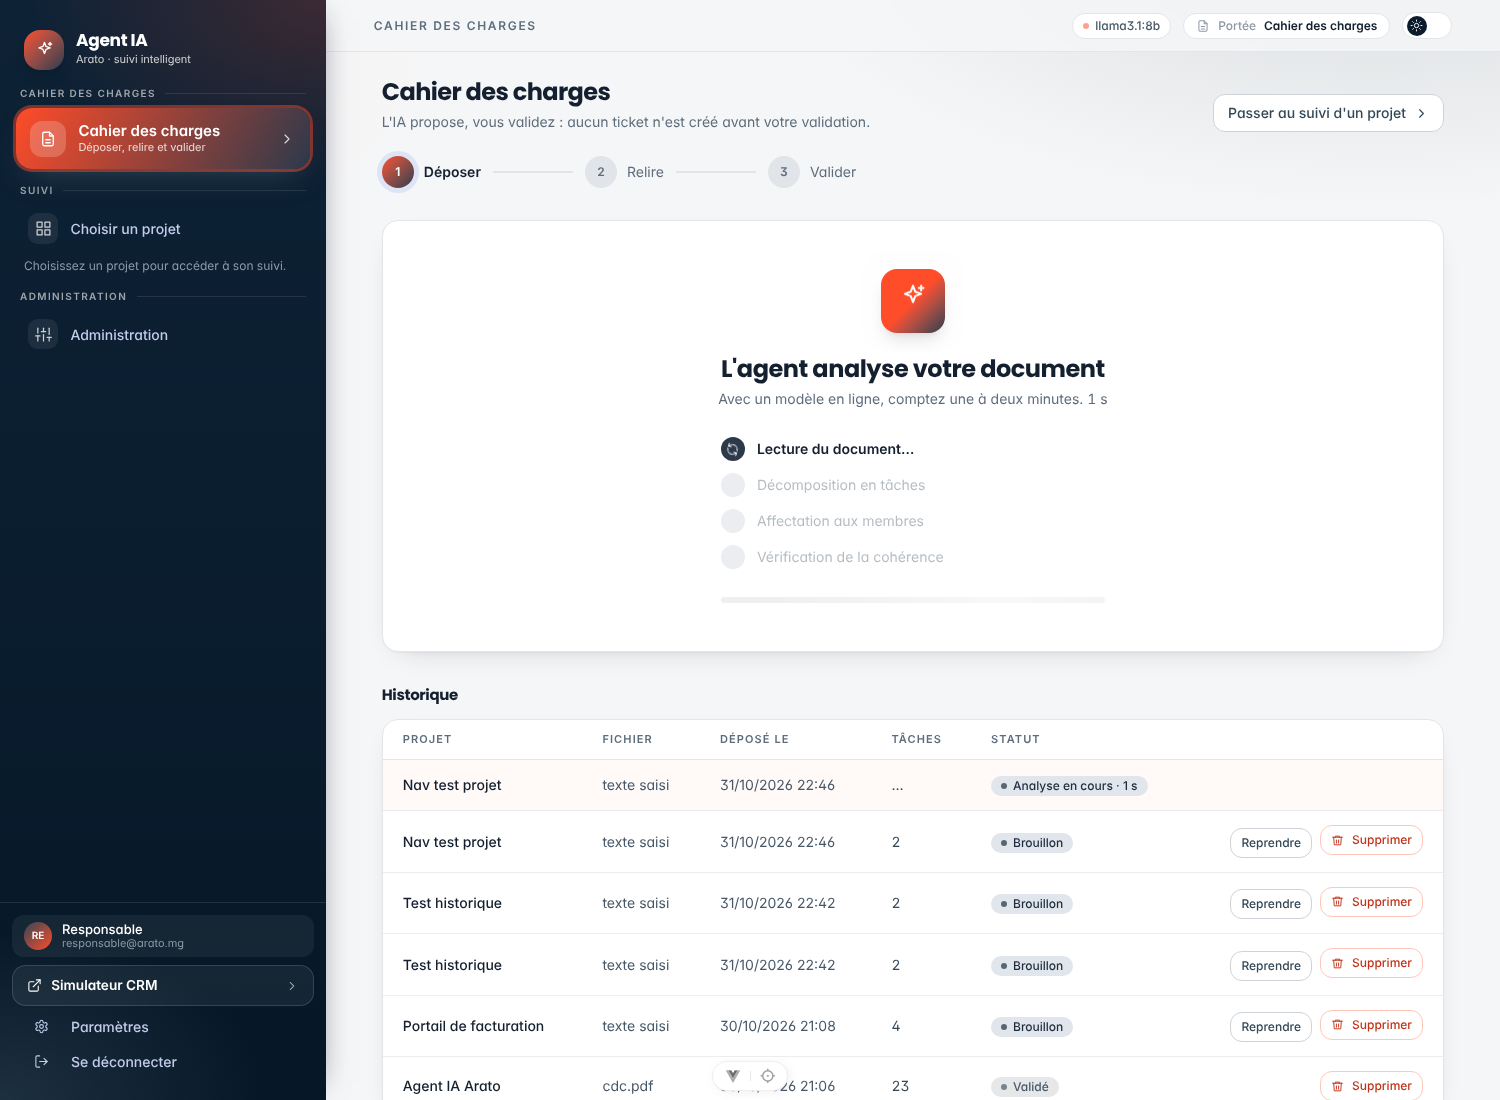 Agent IA
Arato · suivi intelligent
CAHIER DES CHARGES
Cahier des charges
Déposer, relire et valider
SUIVI
Choisir un projet
Choisissez un projet pour accéder à son suivi.
ADMINISTRATION
Administration
RE
Responsable
responsable@arato.mg
Simulateur CRM
Paramètres
Se déconnecter
CAHIER DES CHARGES
llama3.1:8b
Portée Cahier des charges
Cahier des charges
L'IA propose, vous validez : aucun ticket n'est créé avant votre validation.
Passer au suivi d'un projet
1 Déposer 2 Relire 3 Valider
L'agent analyse votre document
Avec un modèle en ligne, comptez une à deux minutes. 1 s
Lecture du document...
Décomposition en tâches
Affectation aux membres
Vérification de la cohérence
Historique
PROJET FICHIER DÉPOSÉ LE TÂCHES STATUT
Nav test projet texte saisi 31/10/2026 22:46 ... Analyse en cours · 1 s
Nav test projet texte saisi 31/10/2026 22:46 2 Brouillon Reprendre Supprimer
Test historique texte saisi 31/10/2026 22:42 2 Brouillon Reprendre Supprimer
Test historique texte saisi 31/10/2026 22:42 2 Brouillon Reprendre Supprimer
Portail de facturation texte saisi 30/10/2026 21:08 4 Brouillon Reprendre Supprimer
Agent IA Arato cdc.pdf 21:06 23 Validé Supprimer